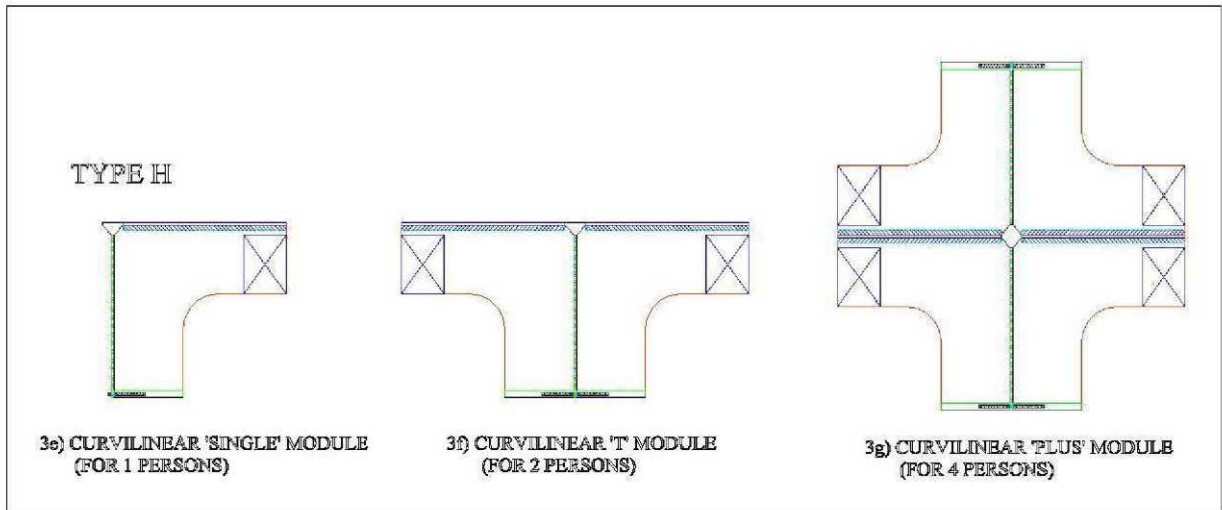 TYPE H
3e) CURVILINEAR 'SINGLE' MODULE
(FOR 1 PERSONS)
3f) CURVILINEAR 'T' MODULE
(FOR 2 PERSONS)
3g) CURVILINEAR 'PLUS' MODULE
(FOR 4 PERSONS)